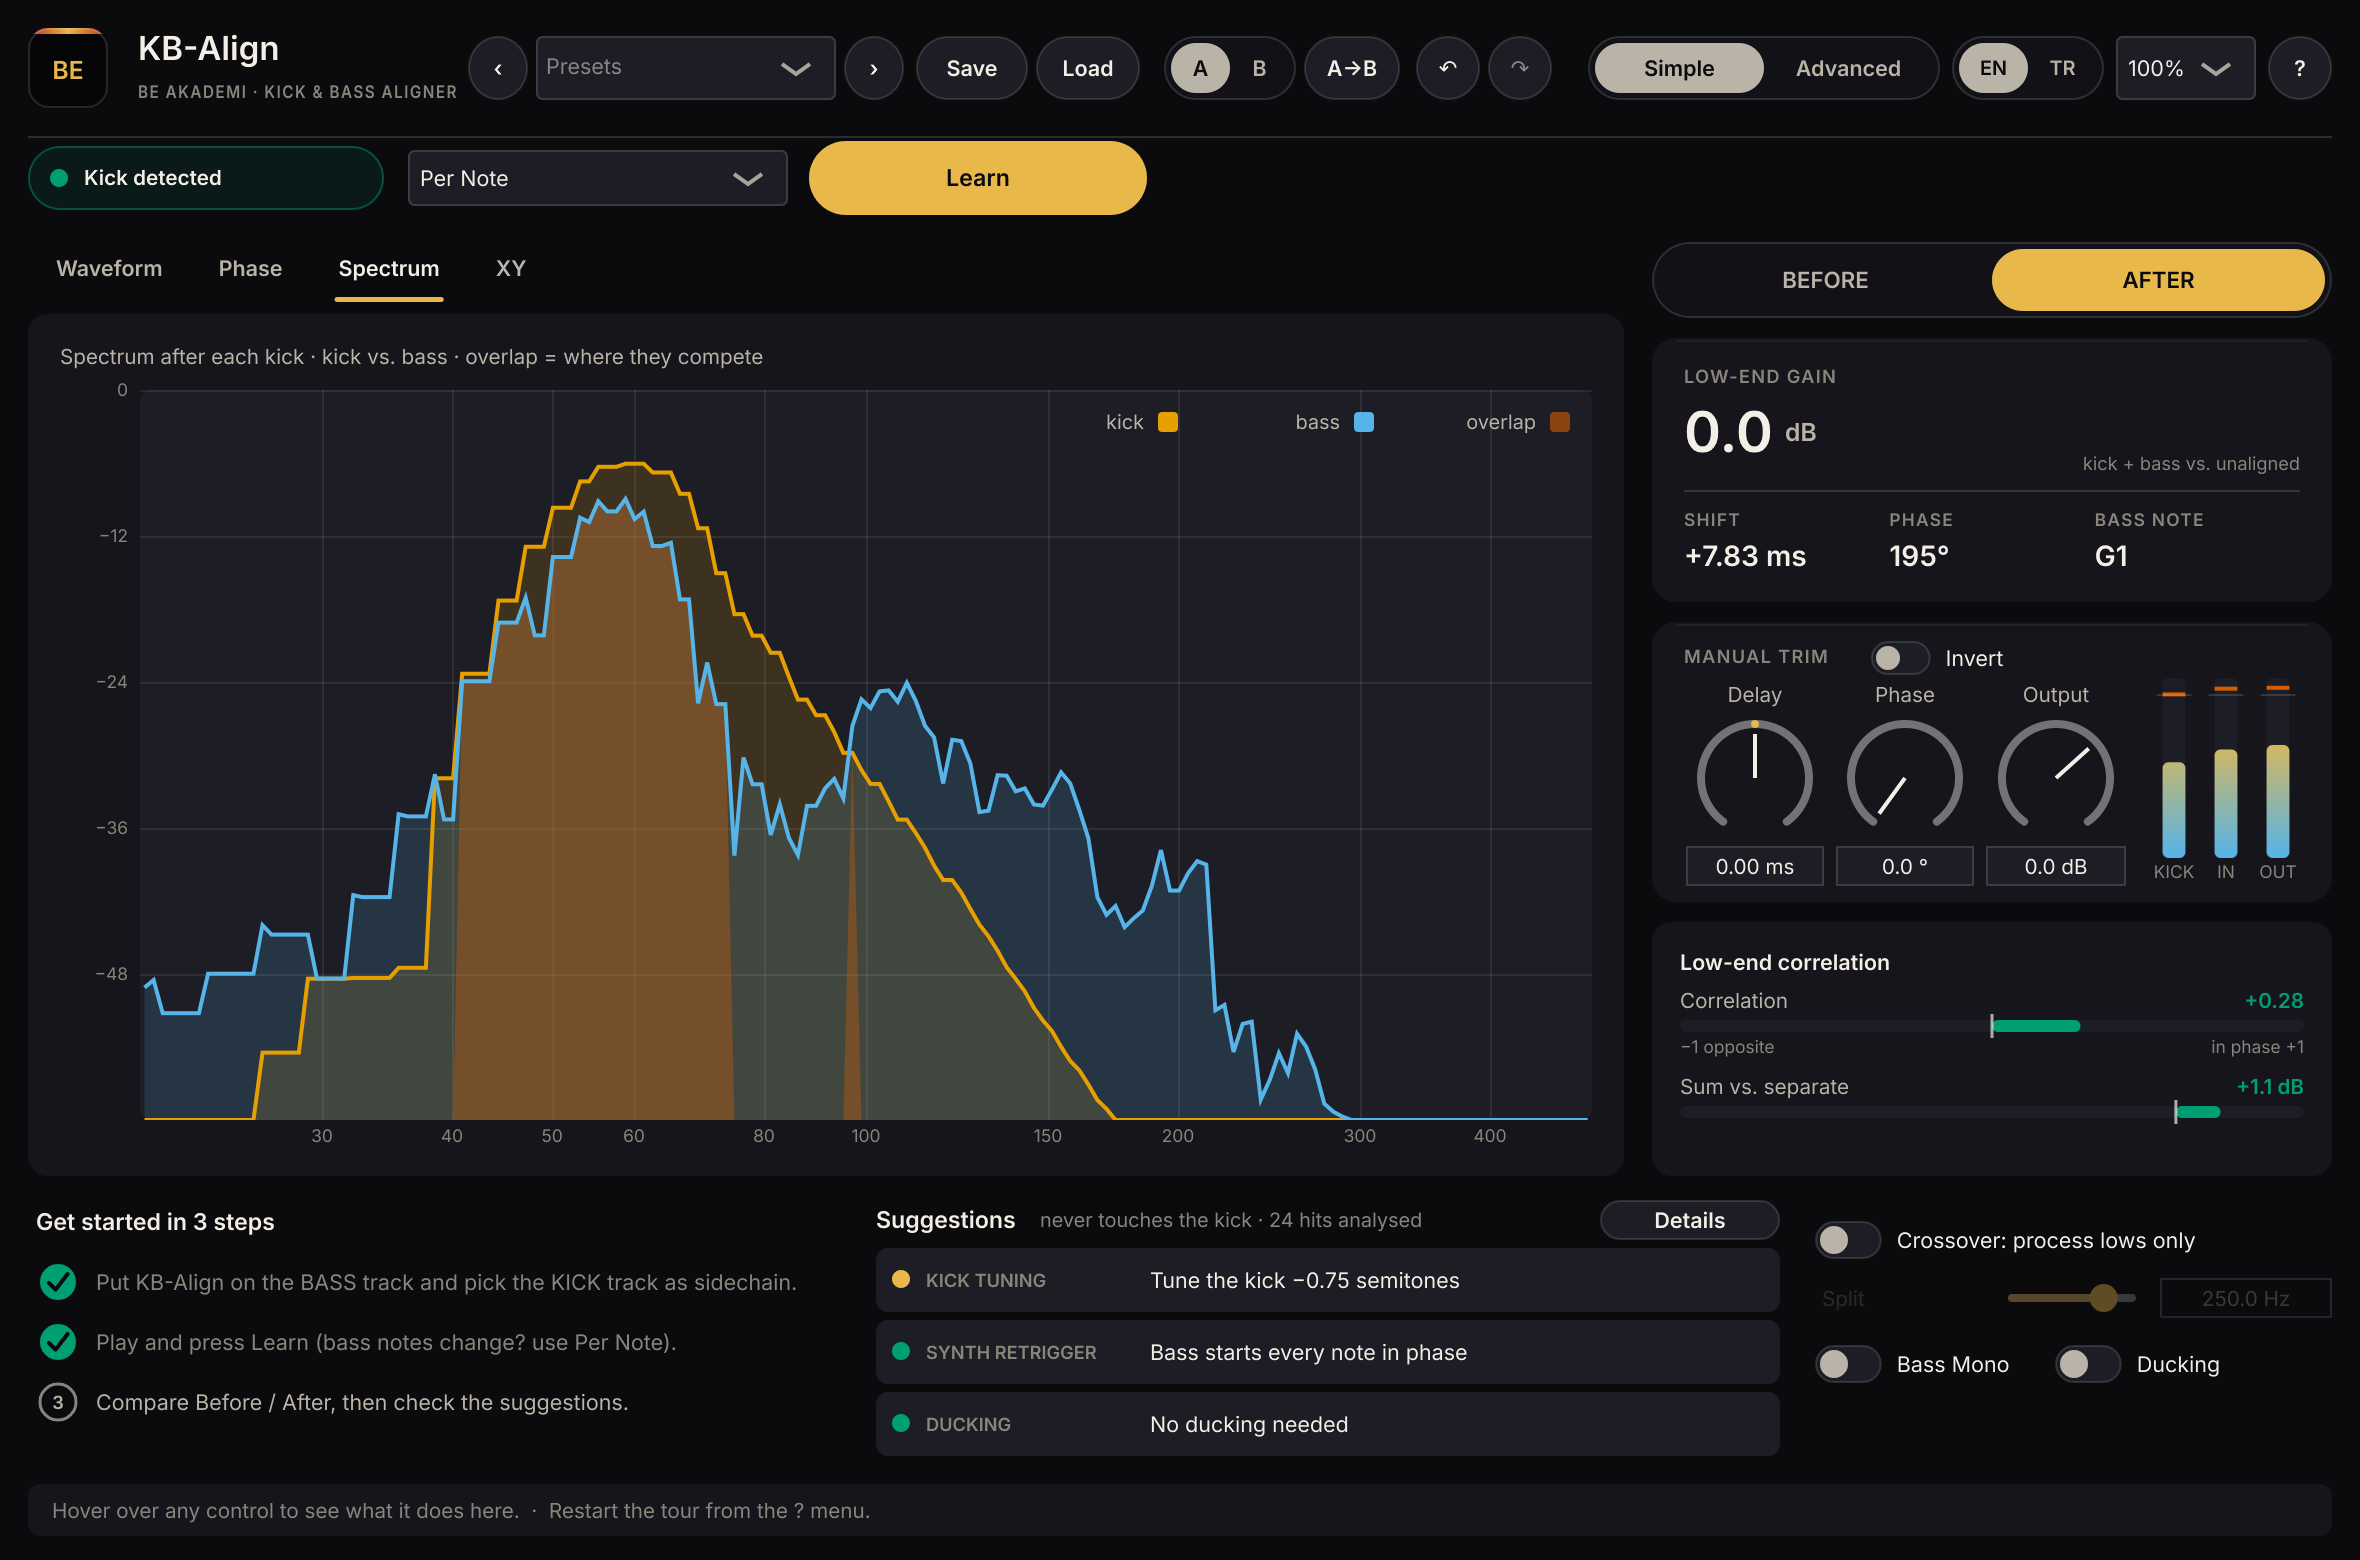 BE
KB-Align
BE AKADEMI · KICK & BASS ALIGNER
‹
Presets
›
Save
Load
A
B
A→B
↶
↷
Simple
Advanced
EN
TR
100%
?
Kick detected
Per Note
Learn
Waveform
Phase
Spectrum
XY
BEFORE
AFTER
Spectrum after each kick · kick vs. bass · overlap = where they compete
kick
bass
overlap
0
−12
−24
−36
−48
30
40
50
60
80
100
150
200
300
400
LOW-END GAIN
0.0 dB
kick + bass vs. unaligned
SHIFT
PHASE
BASS NOTE
+7.83 ms
195°
G1
MANUAL TRIM
Invert
Delay
Phase
Output
0.00 ms
0.0 °
0.0 dB
KICK
IN
OUT
Low-end correlation
Correlation
+0.28
−1 opposite
in phase +1
Sum vs. separate
+1.1 dB
Get started in 3 steps
Put KB-Align on the BASS track and pick the KICK track as sidechain.
Play and press Learn (bass notes change? use Per Note).
3
Compare Before / After, then check the suggestions.
Suggestions
never touches the kick · 24 hits analysed
Details
KICK TUNING
Tune the kick −0.75 semitones
SYNTH RETRIGGER
Bass starts every note in phase
DUCKING
No ducking needed
Crossover: process lows only
Split
250.0 Hz
Bass Mono
Ducking
Hover over any control to see what it does here. · Restart the tour from the ? menu.